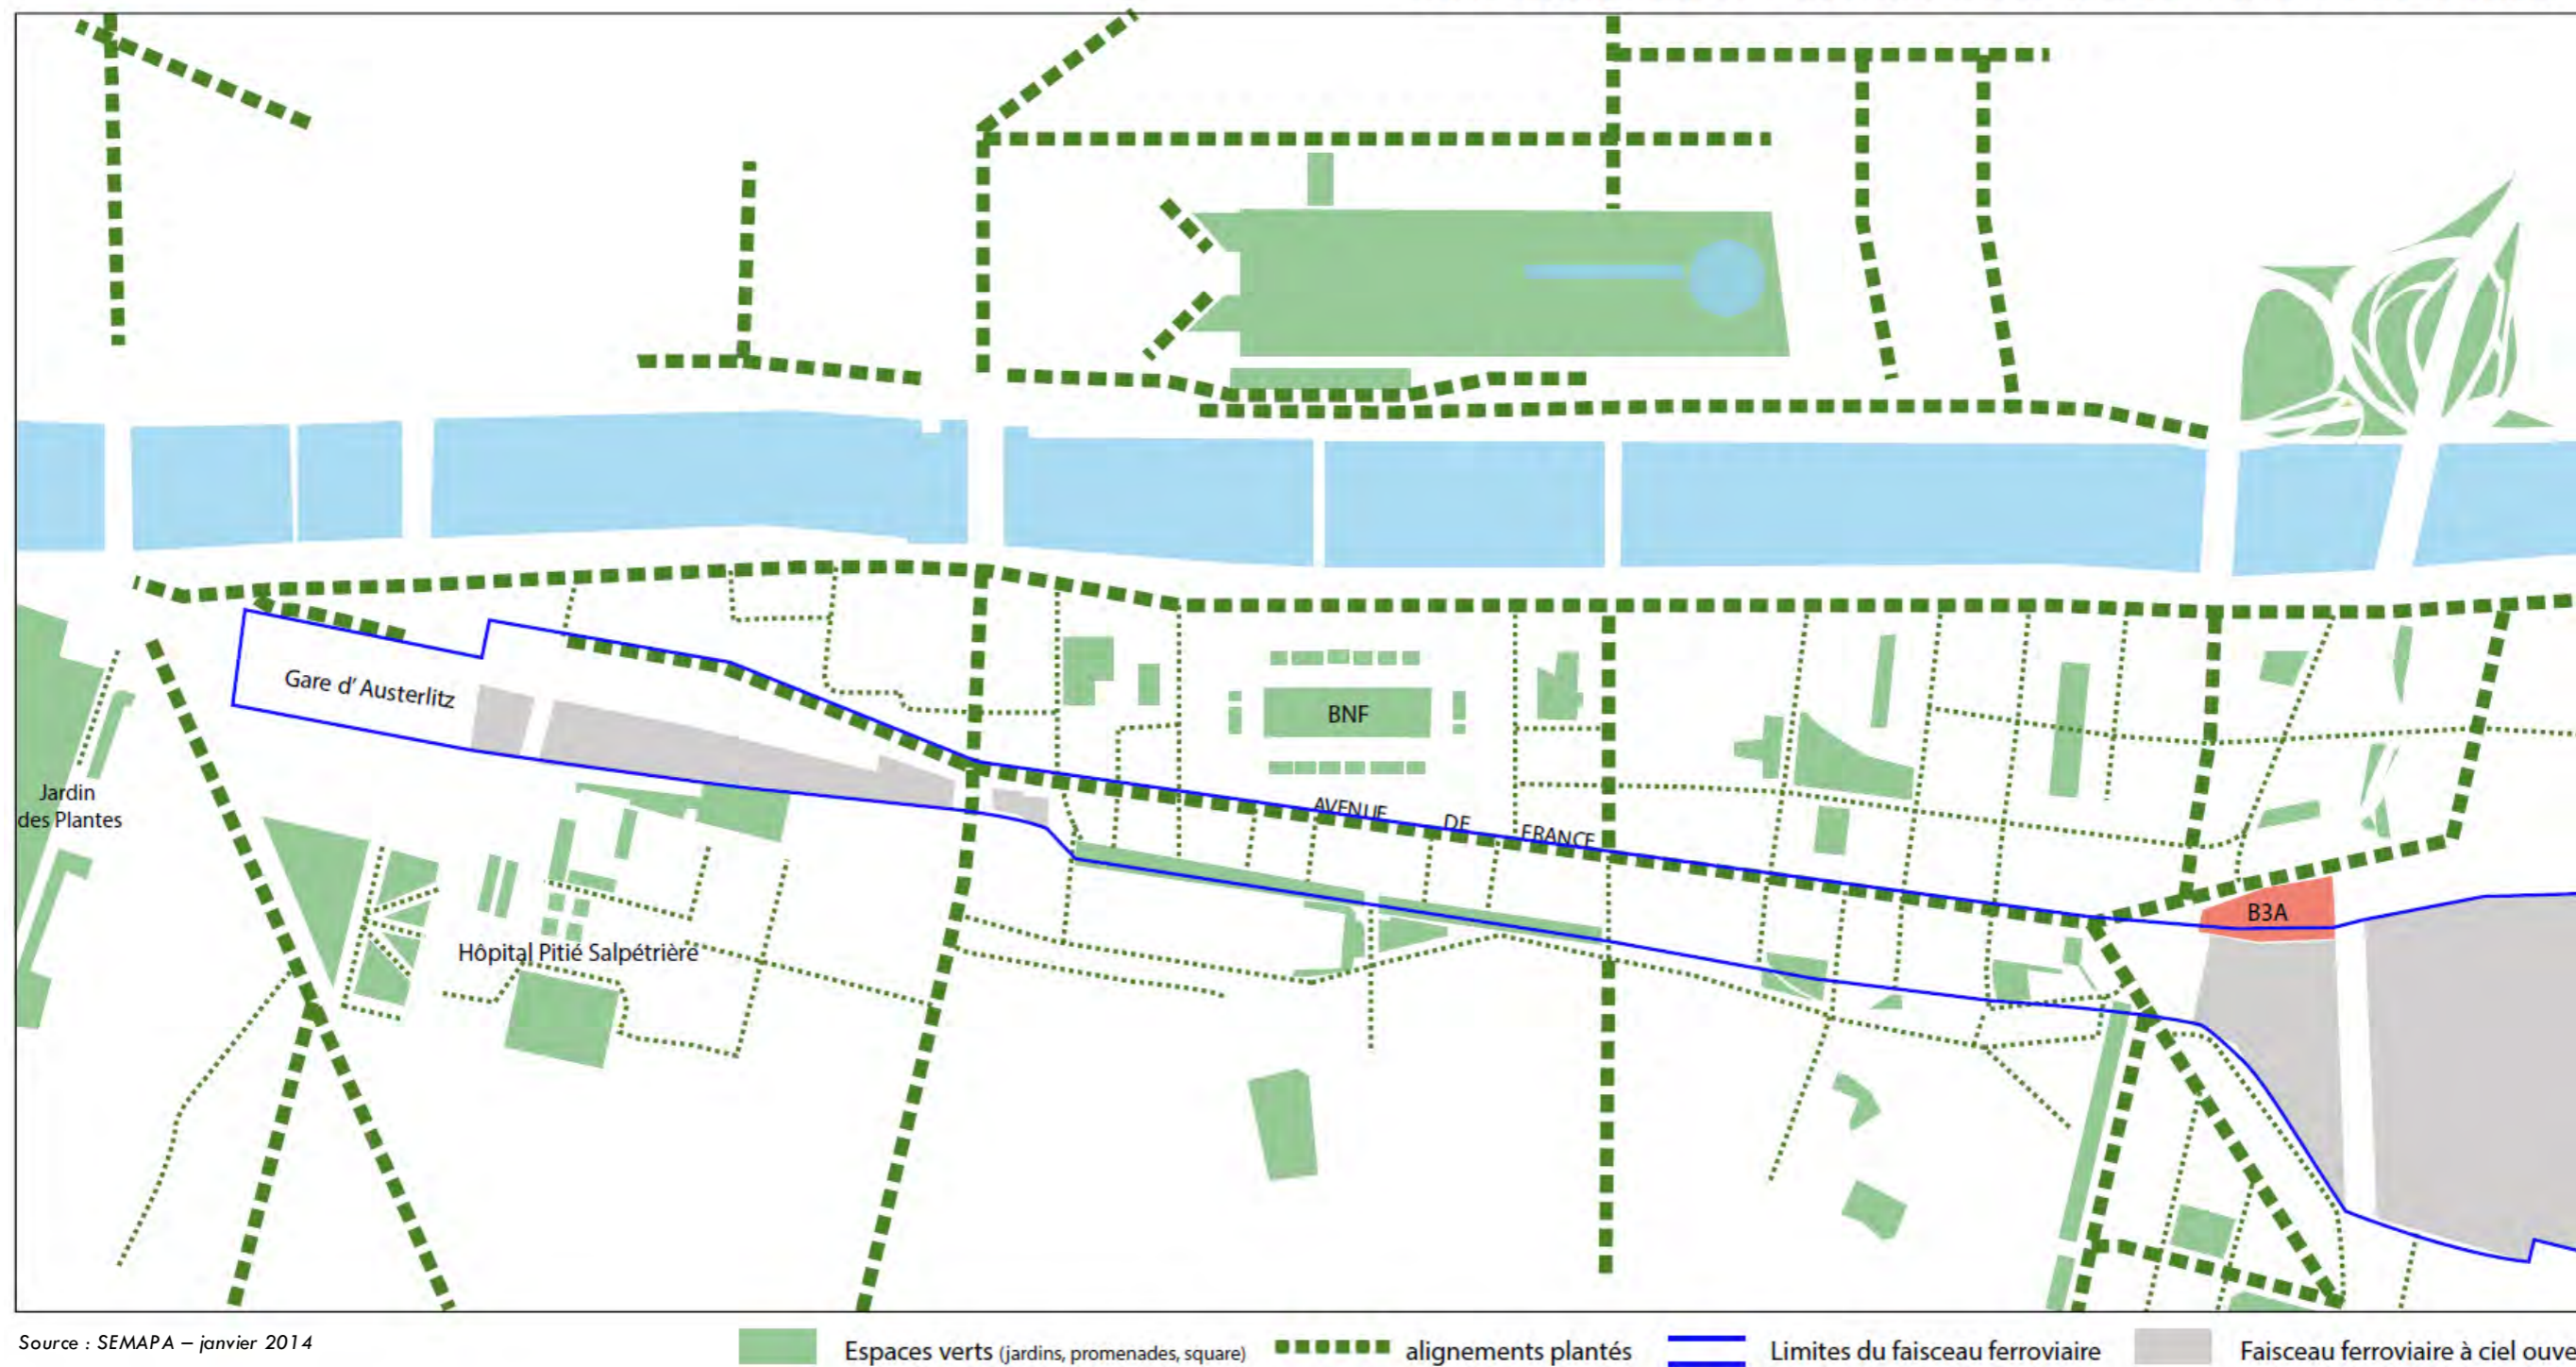 Gare d' Austerlitz
BNF
Jardin
des Plantes
AVENUE DE FRANCE
B3A
Hôpital Pitié Salpétrière
Source : SEMAPA – janvier 2014
Espaces verts (jardins, promenades, square)
alignements plantés
Limites du faisceau ferroviaire
Faisceau ferroviaire à ciel ouve